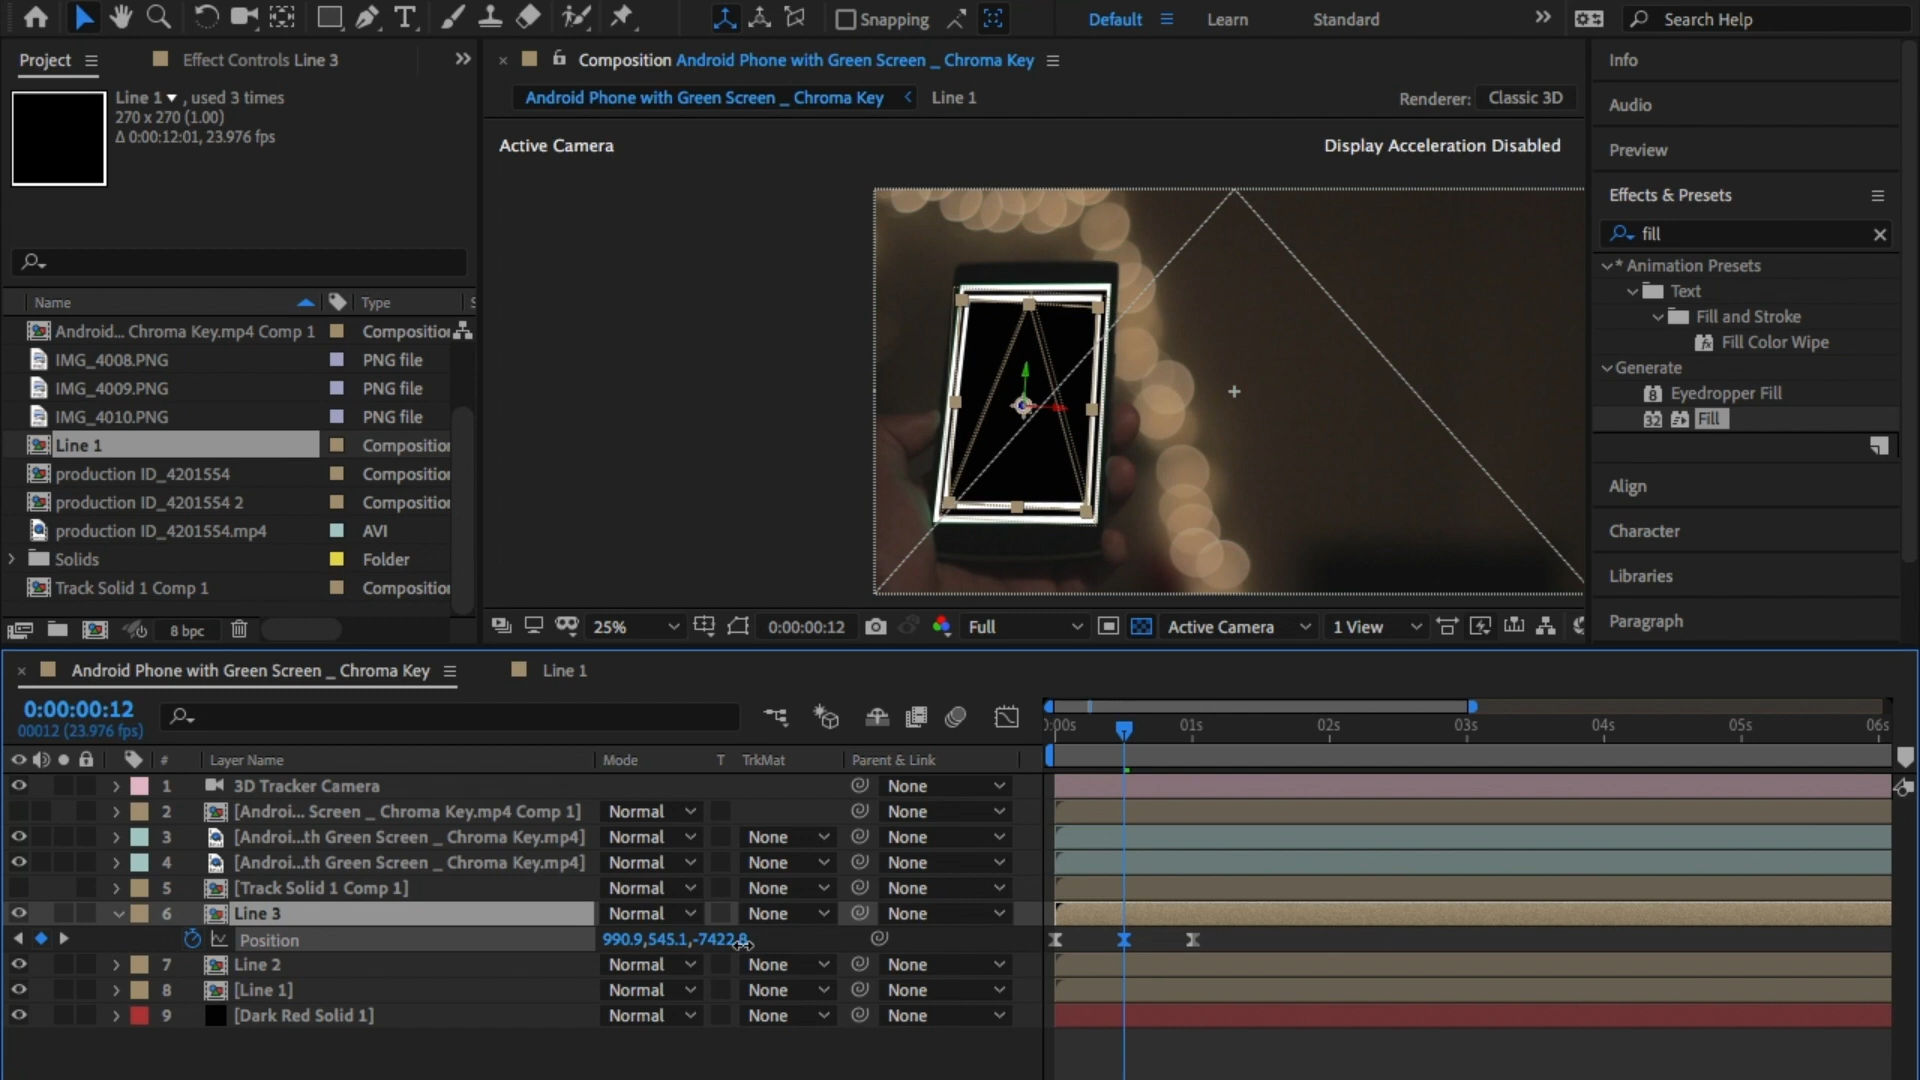 Snapping
Default
Learn
Standard
Search Help
Project
Effect Controls Line 3
Composition Android Phone with Green Screen _ Chroma Key
Info
Line 1 , used 3 times
270 x 270 (1.00)
Δ 0:00:12:01, 23.976 fps
Android Phone with Green Screen _ Chroma Key
Line 1
Renderer: Classic 3D
Audio
Active Camera
Display Acceleration Disabled
Preview
Effects & Presets
fill
* Animation Presets
Text
Fill and Stroke
Fill Color Wipe
Generate
Eyedropper Fill
Fill
Align
Character
Libraries
Paragraph
Name
Type
Android... Chroma Key.mp4 Comp 1
Compositio
IMG_4008.PNG
PNG file
IMG_4009.PNG
PNG file
IMG_4010.PNG
PNG file
Line 1
Compositio
production ID_4201554
Compositio
production ID_4201554 2
Compositio
production ID_4201554.mp4
AVI
Solids
Folder
Track Solid 1 Comp 1
Compositio
8 bpc
25%
0:00:00:12
Full
Active Camera
1 View
Android Phone with Green Screen _ Chroma Key
Line 1
0:00:00:12
00012 (23.976 fps)
0:00s
01s
02s
03s
04s
05s
06s
#
Layer Name
Mode
T
TrkMat
Parent & Link
1 3D Tracker Camera None
2 [Androi... Screen _ Chroma Key.mp4 Comp 1] Normal None
3 [Androi...th Green Screen _ Chroma Key.mp4] Normal None None
4 [Androi...th Green Screen _ Chroma Key.mp4] Normal None None
5 [Track Solid 1 Comp 1] Normal None None
6 Line 3 Normal None None
Position 990.9,545.1,-7422.8
7 Line 2 Normal None None
8 [Line 1] Normal None None
9 [Dark Red Solid 1] Normal None None